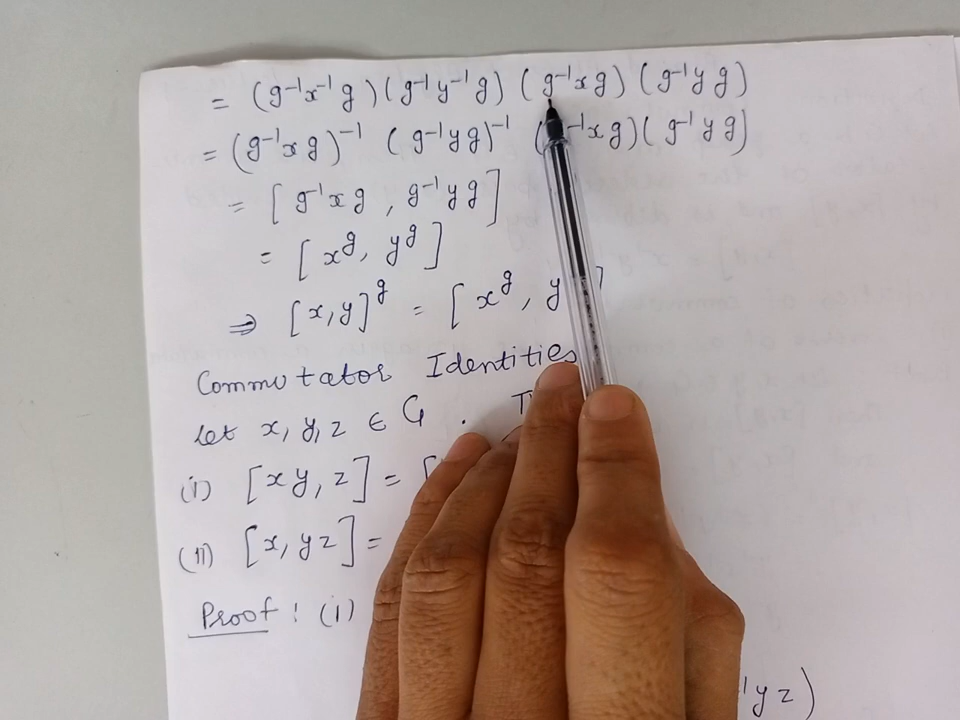 = (g⁻¹x⁻¹g)(g⁻¹y⁻¹g)(g⁻¹xg)(g⁻¹yg)
= (g⁻¹xg)⁻¹ (g⁻¹yg)⁻¹ ( ⁻¹xg)(g⁻¹yg)
= [g⁻¹xg, g⁻¹yg]
= [x^g, y^g]
⇒ [x,y]^g = [x^g, y ]
Commutator Identities
Let x, y, z ∈ G .
(i) [xy, z] = [
(ii) [x, yz] =
Proof : (i)
⁻¹yz)